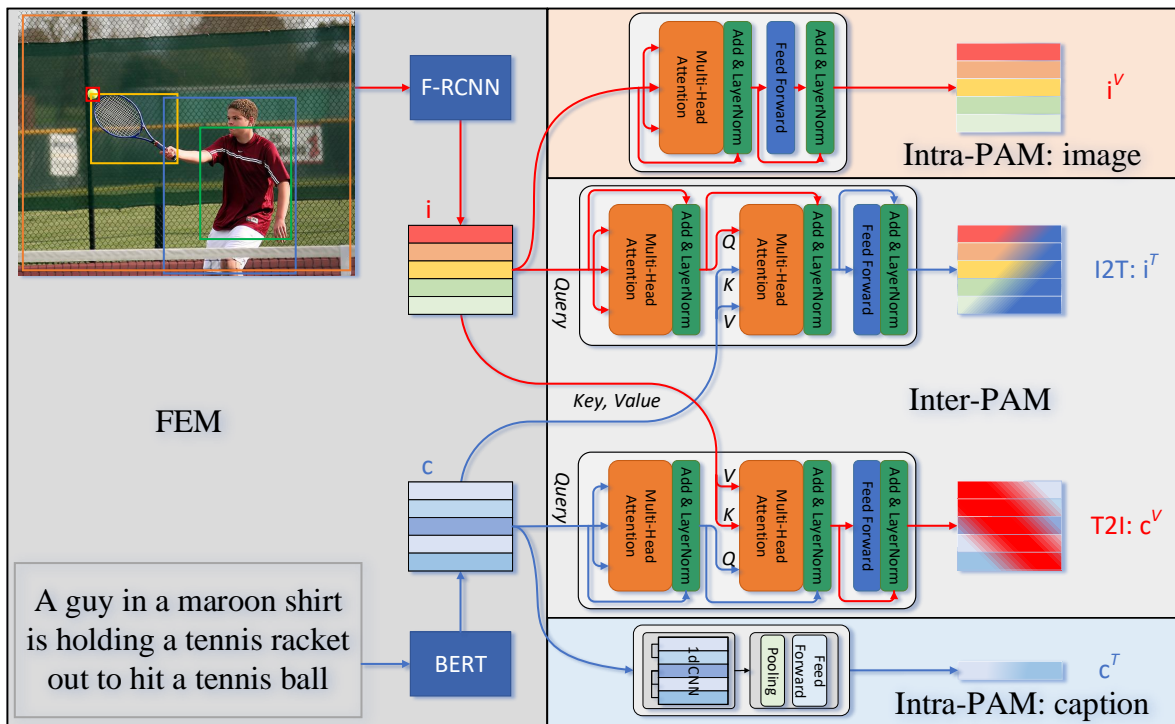 F-RCNN
i
FEM
c
A guy in a maroon shirt
is holding a tennis racket
out to hit a tennis ball
BERT
Multi-Head
Attention
Add & LayerNorm
Feed Forward
Add & LayerNorm
i^V
Intra-PAM: image
Query
Multi-Head
Attention
Add & LayerNorm
Q
K
V
Multi-Head
Attention
Add & LayerNorm
Feed Forward
Add & LayerNorm
I2T: i^T
Key, Value
Inter-PAM
Query
Multi-Head
Attention
Add & LayerNorm
V
K
Q
Multi-Head
Attention
Add & LayerNorm
Feed Forward
Add & LayerNorm
T2I: c^V
1dCNN
Pooling
Feed
Forward
c^T
Intra-PAM: caption